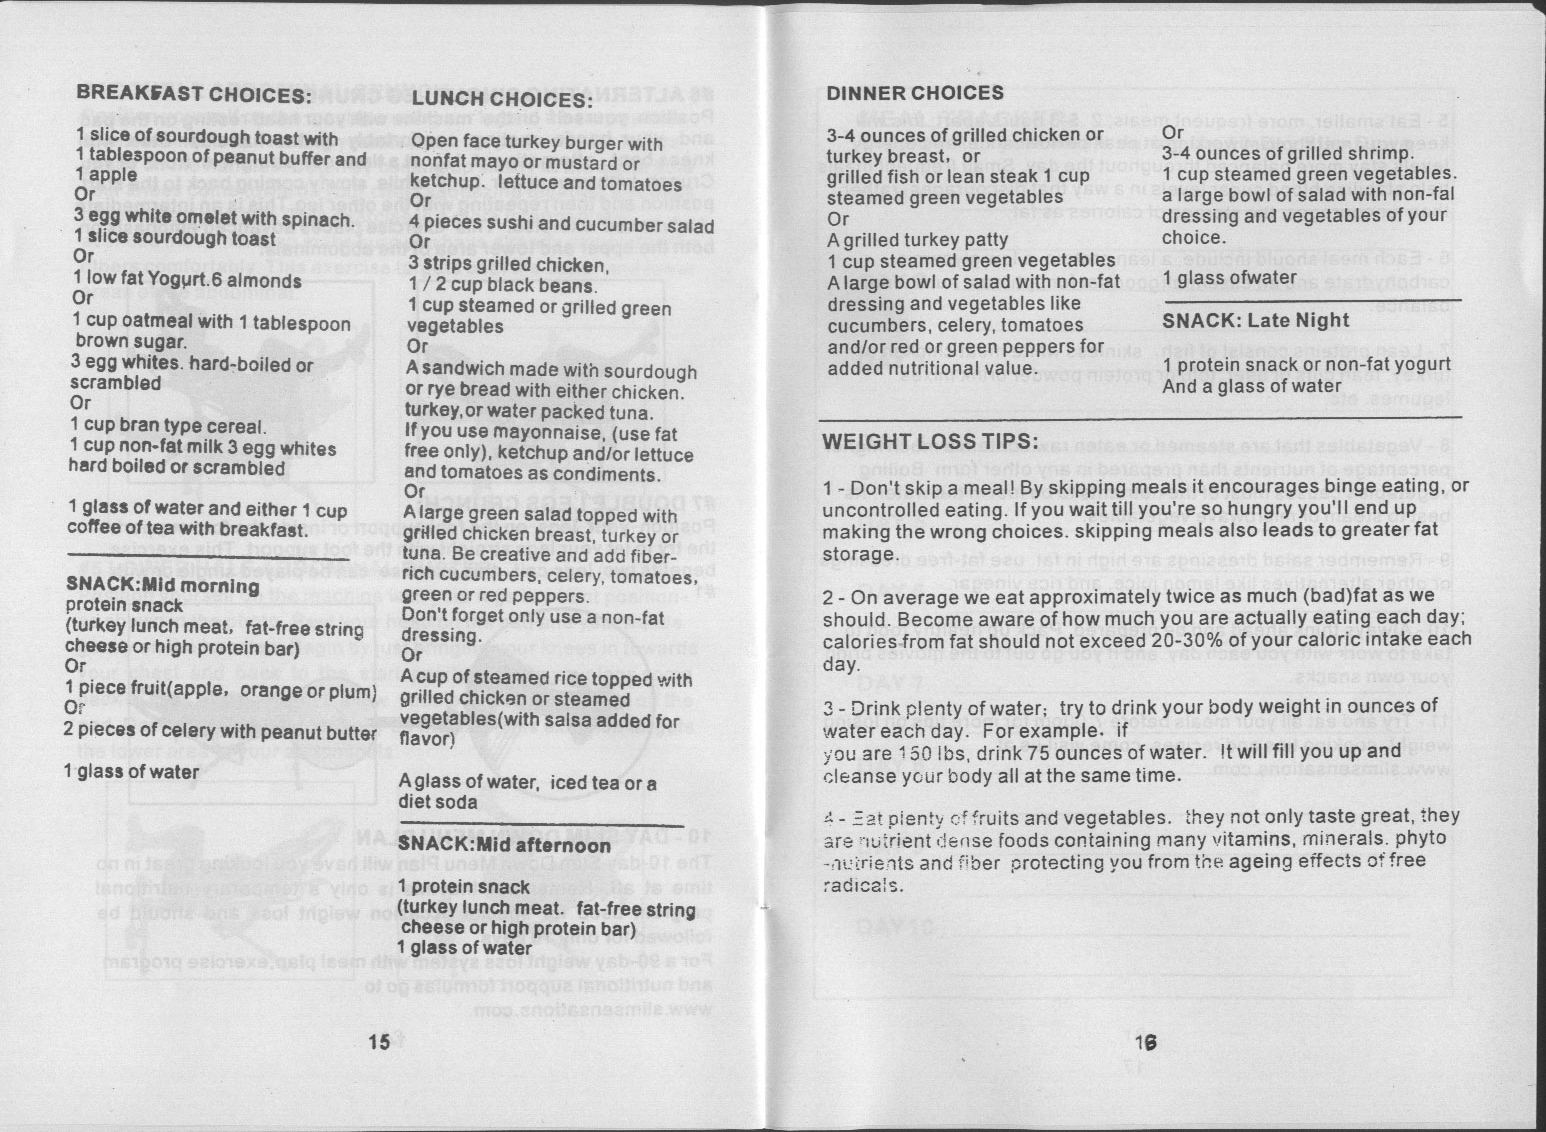 BREAKFAST CHOICES:
1 slice of sourdough toast with
1 tablespoon of peanut buffer and
1 apple
Or
3 egg white omelet with spinach.
1 slice sourdough toast
Or
1 low fat Yogurt.6 almonds
Or
1 cup oatmeal with 1 tablespoon
brown sugar.
3 egg whites. hard-boiled or
scrambled
Or
1 cup bran type cereal.
1 cup non-fat milk 3 egg whites
hard boiled or scrambled
1 glass of water and either 1 cup
coffee of tea with breakfast.
SNACK:Mid morning
protein snack
(turkey lunch meat, fat-free string
cheese or high protein bar)
Or
1 piece fruit(apple, orange or plum)
Or
2 pieces of celery with peanut butter
1 glass of water
LUNCH CHOICES:
Open face turkey burger with
nonfat mayo or mustard or
ketchup. lettuce and tomatoes
Or
4 pieces sushi and cucumber salad
Or
3 strips grilled chicken,
1 / 2 cup black beans.
1 cup steamed or grilled green
vegetables
Or
A sandwich made with sourdough
or rye bread with either chicken.
turkey,or water packed tuna.
If you use mayonnaise, (use fat
free only), ketchup and/or lettuce
and tomatoes as condiments.
Or
A large green salad topped with
grilled chicken breast, turkey or
tuna. Be creative and add fiber-
rich cucumbers, celery, tomatoes,
green or red peppers.
Don't forget only use a non-fat
dressing.
Or
A cup of steamed rice topped with
grilled chicken or steamed
vegetables(with salsa added for
flavor)
A glass of water, iced tea or a
diet soda
SNACK:Mid afternoon
1 protein snack
(turkey lunch meat. fat-free string
cheese or high protein bar)
1 glass of water
15
DINNER CHOICES
3-4 ounces of grilled chicken or
turkey breast, or
grilled fish or lean steak 1 cup
steamed green vegetables
Or
A grilled turkey patty
1 cup steamed green vegetables
A large bowl of salad with non-fat
dressing and vegetables like
cucumbers, celery, tomatoes
and/or red or green peppers for
added nutritional value.
Or
3-4 ounces of grilled shrimp.
1 cup steamed green vegetables.
a large bowl of salad with non-fal
dressing and vegetables of your
choice.
1 glass ofwater
SNACK: Late Night
1 protein snack or non-fat yogurt
And a glass of water
WEIGHT LOSS TIPS:
1 - Don't skip a meal! By skipping meals it encourages binge eating, or
uncontrolled eating. If you wait till you're so hungry you'll end up
making the wrong choices. skipping meals also leads to greater fat
storage.
2 - On average we eat approximately twice as much (bad)fat as we
should. Become aware of how much you are actually eating each day;
calories from fat should not exceed 20-30% of your caloric intake each
day.
3 - Drink plenty of water; try to drink your body weight in ounces of
water each day. For example. if
you are 150 lbs, drink 75 ounces of water. It will fill you up and
cleanse your body all at the same time.
4 - Eat plenty of fruits and vegetables. they not only taste great, they
are nutrient dense foods containing many vitamins, minerals. phyto
-nutrients and fiber protecting you from the ageing effects of free
radicals.
16